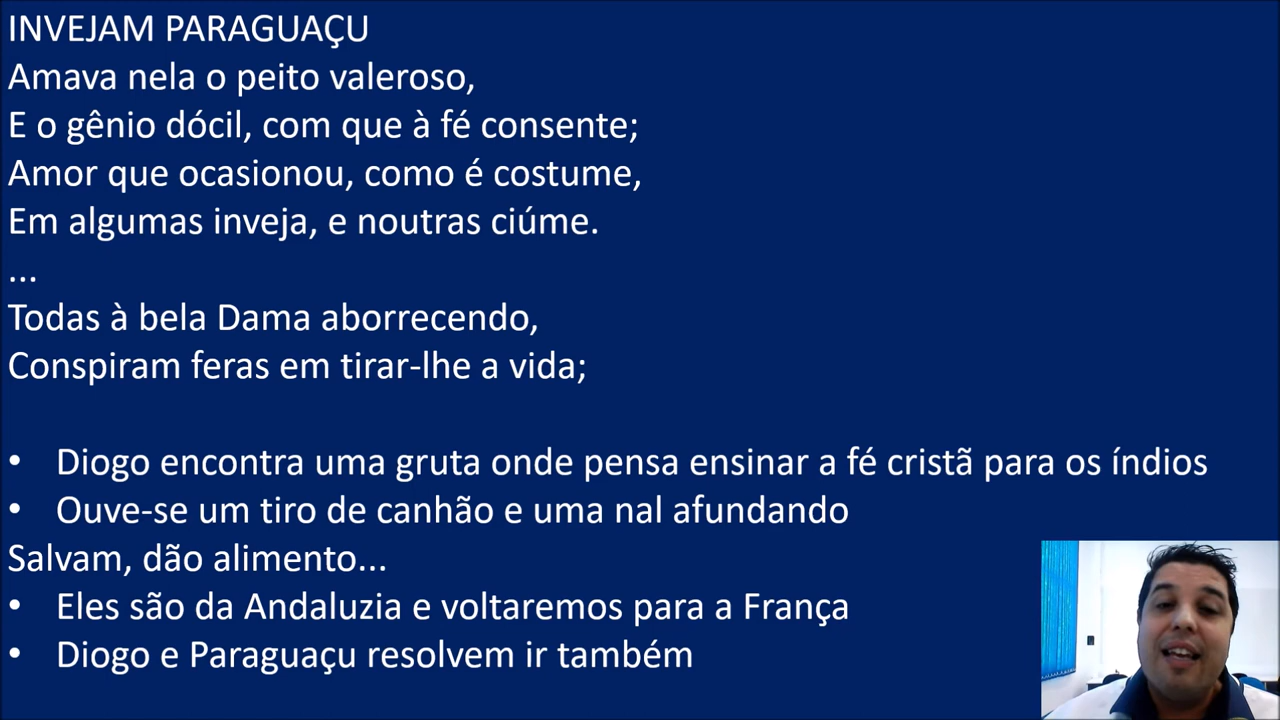 INVEJAM PARAGUAÇU
Amava nela o peito valeroso,
E o gênio dócil, com que à fé consente;
Amor que ocasionou, como é costume,
Em algumas inveja, e noutras ciúme.
...
Todas à bela Dama aborrecendo,
Conspiram feras em tirar-lhe a vida;
• Diogo encontra uma gruta onde pensa ensinar a fé cristã para os índios
• Ouve-se um tiro de canhão e uma nal afundando
Salvam, dão alimento...
• Eles são da Andaluzia e voltaremos para a França
• Diogo e Paraguaçu resolvem ir também